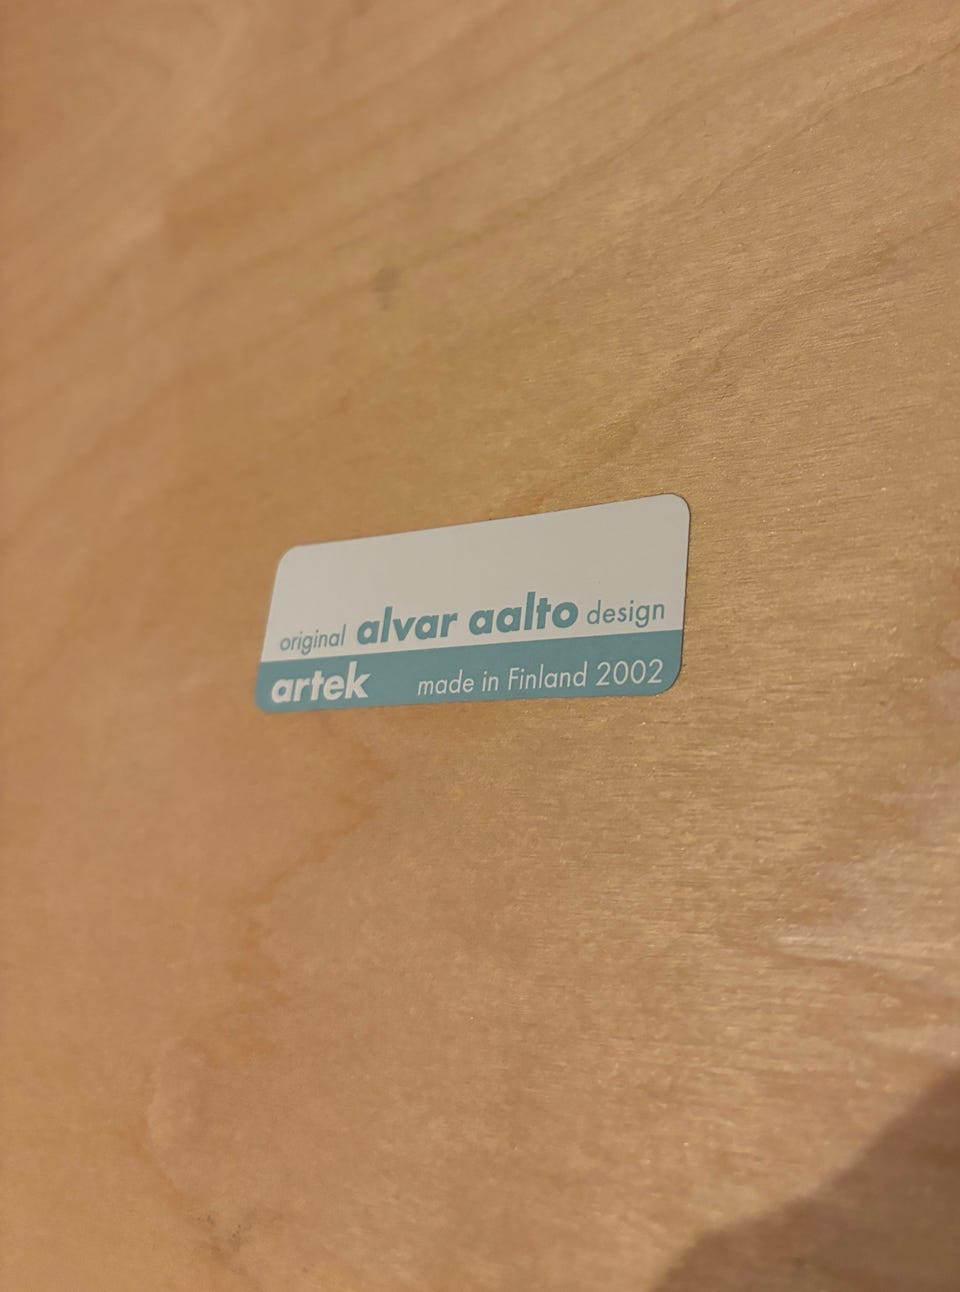 original alvar aalto design
artek made in Finland 2002